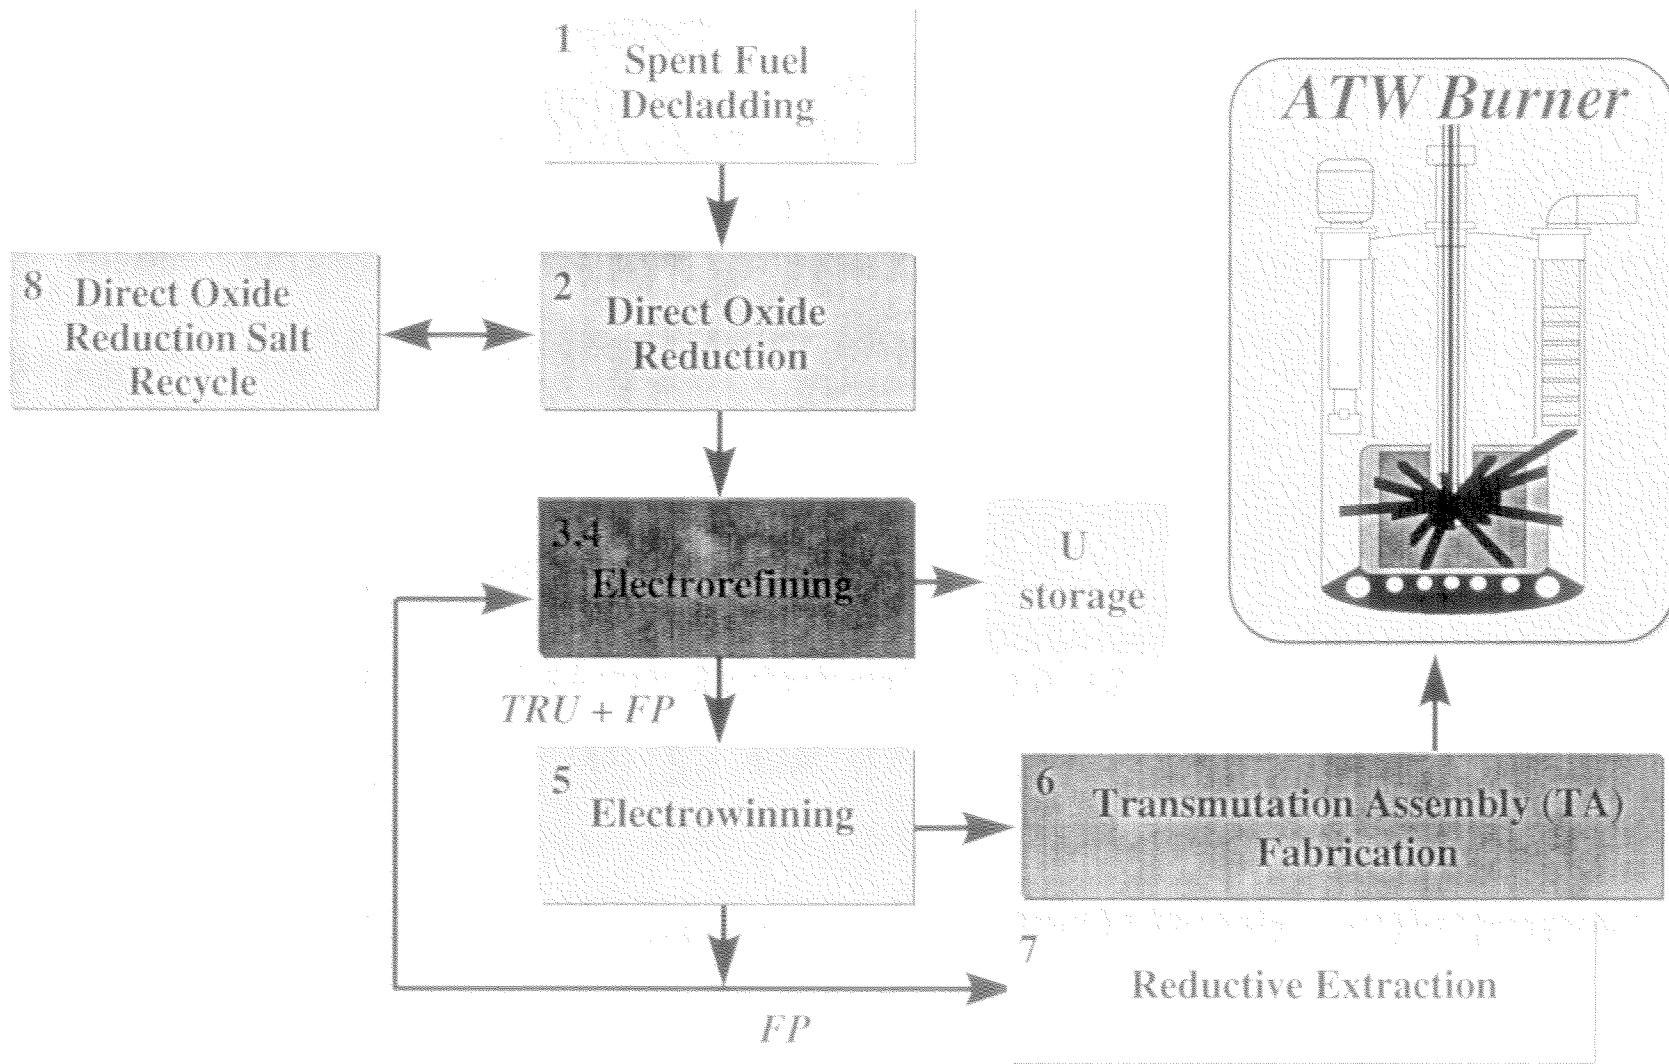 1
Spent Fuel
Decladding
ATW Burner
8
Direct Oxide
Reduction Salt
Recycle
2
Direct Oxide
Reduction
3,4
Electrorefining
U
storage
TRU + FP
5
Electrowinning
6
Transmutation Assembly (TA)
Fabrication
7
Reductive Extraction
FP